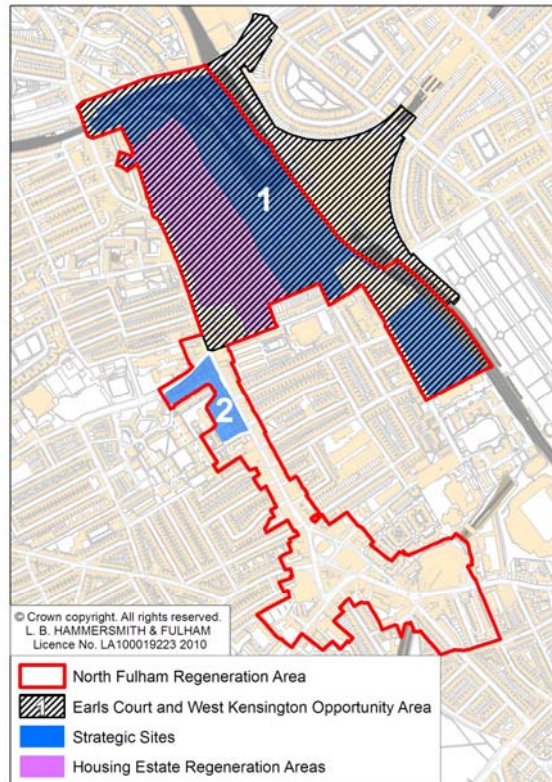 1
2
© Crown copyright. All rights reserved.
L. B. HAMMERSMITH & FULHAM
Licence No. LA100019223 2010
North Fulham Regeneration Area
1 Earls Court and West Kensington Opportunity Area
Strategic Sites
Housing Estate Regeneration Areas